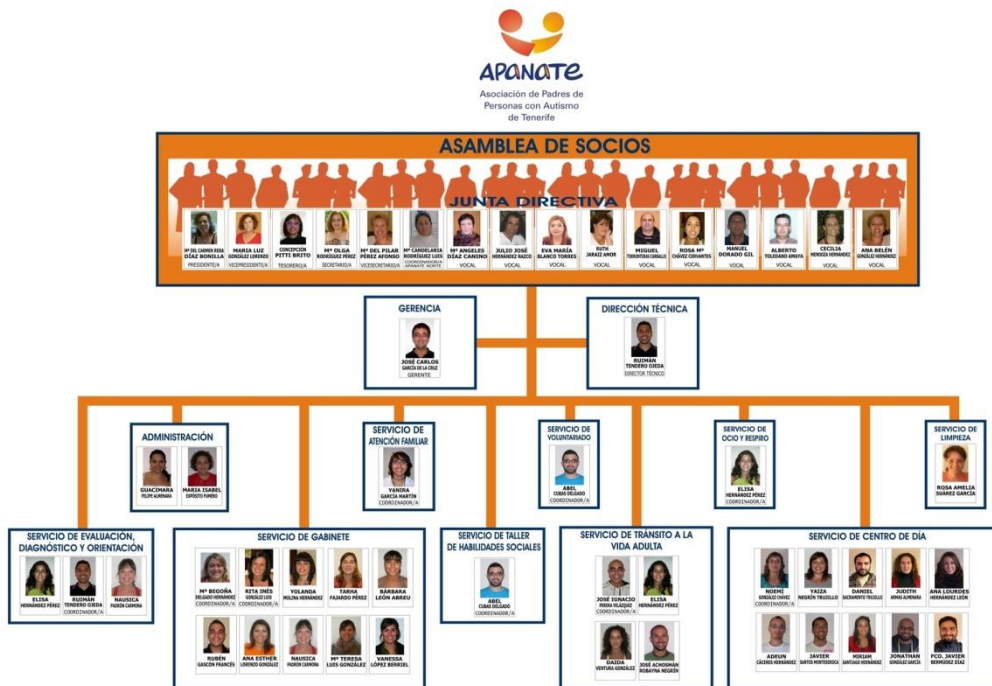 APANATE
Asociación de Padres de
Personas con Autismo
de Tenerife
ASAMBLEA DE SOCIOS
JUNTA DIRECTIVA
Mª DEL CARMEN ROSA
DÍAZ BONILLA
PRESIDENTE/A
MARIA LUZ
GONZÁLEZ LORENZO
VICEPRESIDENTE/A
CONCEPCIÓN
PITTI BRITO
TESORERO/A
Mª OLGA
RODRÍGUEZ PÉREZ
SECRETARIO/A
Mª DEL PILAR
PÉREZ AFONSO
VICESECRETARIO/A
Mª CANDELARIA
RODRÍGUEZ LUES
COORDINADOR/A
APANATE NORTE
Mª ANGELES
DÍAZ CANINO
VOCAL
JULIO JOSÉ
HERNÁNDEZ
VOCAL
EVA MARÍA
BLANCO TORRES
VOCAL
RUTH
JARAIZ AMOR
VOCAL
MIGUEL
TORRONTERAS CARBALLO
VOCAL
ROSA Mª
CHÁVEZ CERVANTES
VOCAL
MANUEL
DORADO GIL
VOCAL
ALBERTO
TOLEDANO AMAYA
VOCAL
CECILIA
MENDOZA HERNÁNDEZ
VOCAL
ANA BELÉN
GONZÁLEZ HERNÁNDEZ
VOCAL
GERENCIA
JOSÉ CARLOS
GARCÍA DE LA CRUZ
GERENTE
DIRECCIÓN TÉCNICA
RUIMÁN
TENDERO OJEDA
DIRECTOR TÉCNICO
ADMINISTRACIÓN
GUACIMARA
FELIPE ALMENARA
MARIA ISABEL
EXPÓSITO FUMERO
SERVICIO DE
ATENCIÓN FAMILIAR
YANIRA
GARCÍA MARTÍN
COORDINADOR/A
SERVICIO DE
VOLUNTARIADO
ABEL
CUBAS DELGADO
COORDINADOR/A
SERVICIO DE
OCIO Y RESPIRO
ELISA
HERNÁNDEZ PÉREZ
COORDINADOR/A
SERVICIO DE
LIMPIEZA
ROSA AMELIA
SUÁREZ GARCÍA
SERVICIO DE EVALUACIÓN,
DIAGNÓSTICO Y ORIENTACIÓN
ELISA
HERNÁNDEZ PÉREZ
RUIMÁN
TENDERO OJEDA
COORDINADOR/A
NAUSICA
PADRÓN CARMONA
SERVICIO DE GABINETE
Mª BEGOÑA
DELGADO HERNÁNDEZ
COORDINADOR/A
RITA INÉS
GONZÁLEZ LUIS
COORDINADOR/A
YOLANDA
MOLINA HERNÁNDEZ
TARHA
FAJARDO PÉREZ
BÁRBARA
LEÓN ABREU
RUBÉN
GASCÓN FRANCÉS
ANA ESTHER
LORENZO GONZÁLEZ
NAUSICA
PADRÓN CARMONA
Mª TERESA
LUIS GONZÁLEZ
VANESSA
LÓPEZ BERRIEL
SERVICIO DE TALLER
DE HABILIDADES SOCIALES
ABEL
CUBAS DELGADO
COORDINADOR/A
SERVICIO DE TRÁNSITO A LA
VIDA ADULTA
JOSÉ IGNACIO
PEREIRA VELÁZQUEZ
COORDINADOR/A
ELISA
HERNÁNDEZ PÉREZ
DAIDA
VENTURA GONZÁLEZ
JOSÉ ACHOSMAN
ROBAYNA NEGRÍN
SERVICIO DE CENTRO DE DÍA
NOEMÍ
GONZÁLEZ CHÁVEZ
COORDINADOR/A
YAIZA
NEGRÍN TRUJILLO
DANIEL
SACRAMENTO TRUJILLO
JUDITH
ARMAS ALMENARA
ANA LOURDES
HERNÁNDEZ LEÓN
ADEUN
CÁCERES HERNÁNDEZ
JAVIER
SANTOS MONTESDEOCA
MIRIAM
SANTIAGO HERNÁNDEZ
JONATHAN
GONZÁLEZ GARCÍA
FCO. JAVIER
BERMÚDEZ DÍAZ